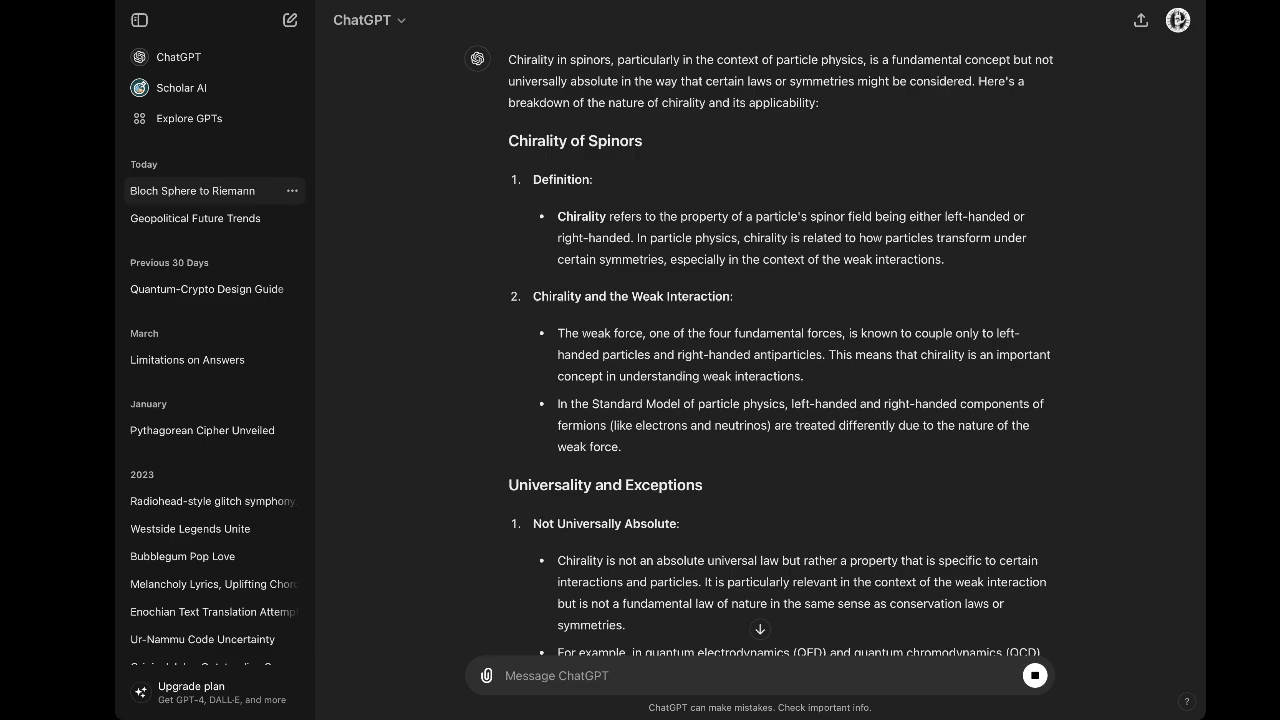 ChatGPT
Scholar AI
Explore GPTs
Today
Bloch Sphere to Riemann
Geopolitical Future Trends
Previous 30 Days
Quantum-Crypto Design Guide
March
Limitations on Answers
January
Pythagorean Cipher Unveiled
2023
Radiohead-style glitch symphony
Westside Legends Unite
Bubblegum Pop Love
Melancholy Lyrics, Uplifting Chor
Enochian Text Translation Attemp
Ur-Nammu Code Uncertainty
Upgrade plan
Get GPT-4, DALL·E, and more
ChatGPT
Chirality in spinors, particularly in the context of particle physics, is a fundamental concept but not
universally absolute in the way that certain laws or symmetries might be considered. Here's a
breakdown of the nature of chirality and its applicability:
Chirality of Spinors
1. Definition:
• Chirality refers to the property of a particle's spinor field being either left-handed or
right-handed. In particle physics, chirality is related to how particles transform under
certain symmetries, especially in the context of the weak interactions.
2. Chirality and the Weak Interaction:
• The weak force, one of the four fundamental forces, is known to couple only to left-
handed particles and right-handed antiparticles. This means that chirality is an important
concept in understanding weak interactions.
• In the Standard Model of particle physics, left-handed and right-handed components of
fermions (like electrons and neutrinos) are treated differently due to the nature of the
weak force.
Universality and Exceptions
1. Not Universally Absolute:
• Chirality is not an absolute universal law but rather a property that is specific to certain
interactions and particles. It is particularly relevant in the context of the weak interaction
but is not a fundamental law of nature in the same sense as conservation laws or
symmetries.
• For example, in quantum electrodynamics (QED) and quantum chromodynamics (QCD)
Message ChatGPT
ChatGPT can make mistakes. Check important info.
?